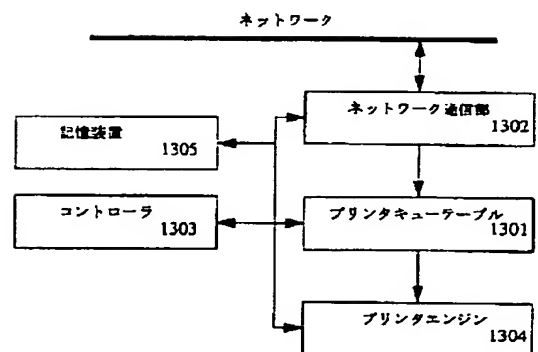 ネットワーク
ネットワーク通信部
1302
記憶装置
1305
コントローラ
1303
プリンタキューテーブル
1301
プリンタエンジン
1304